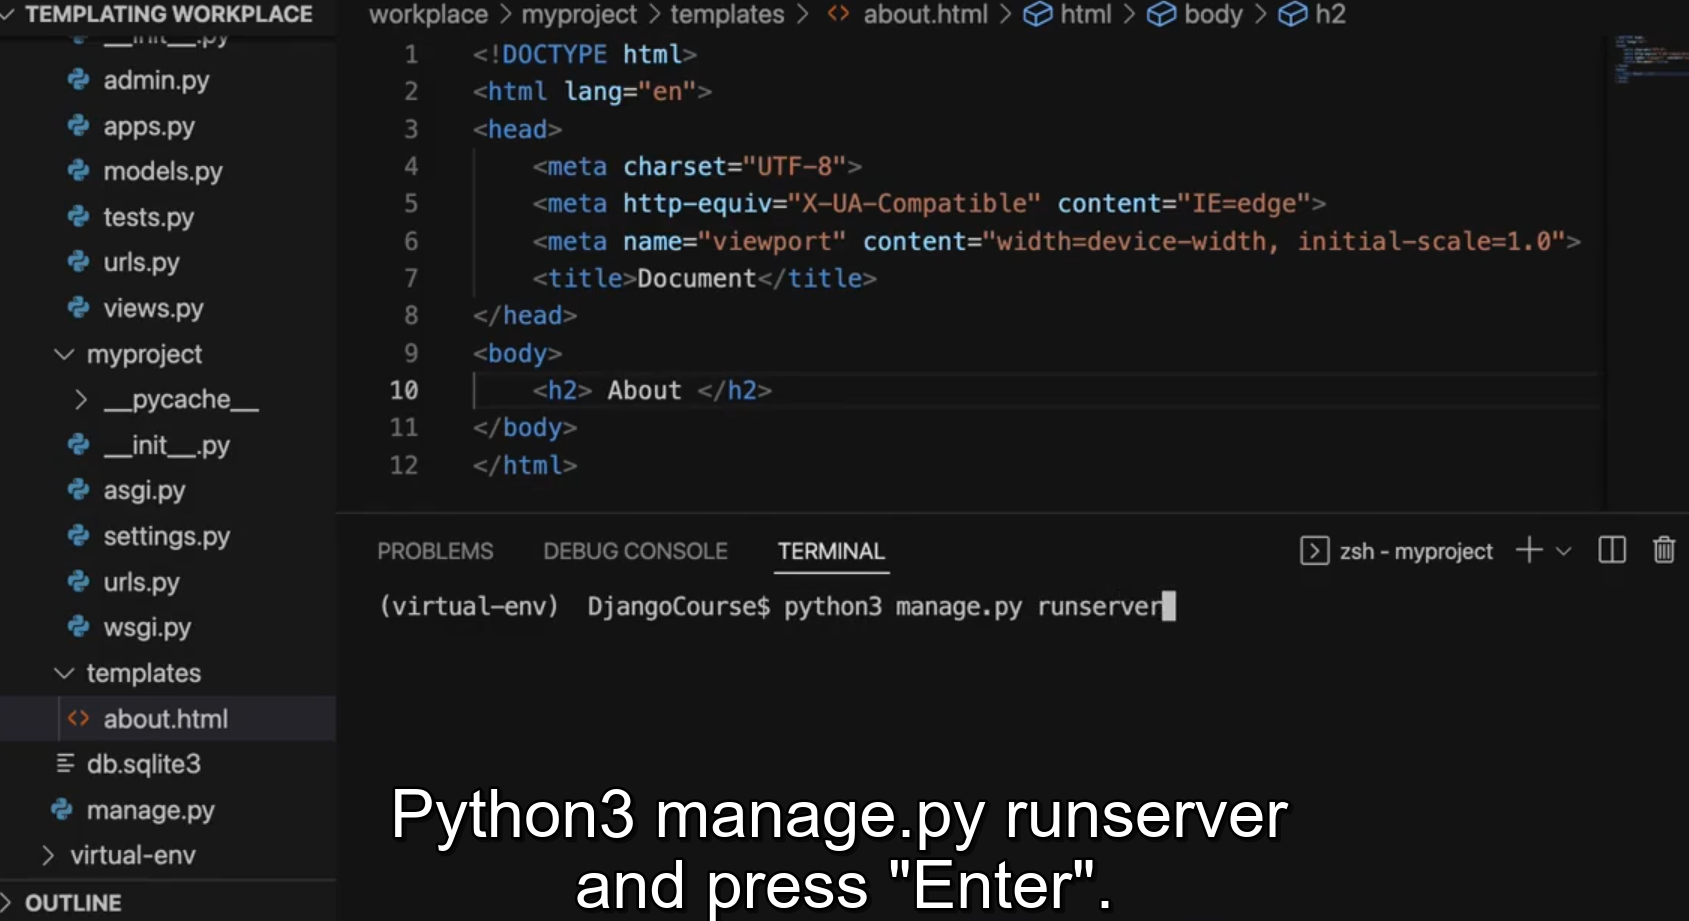 TEMPLATING WORKPLACE
workplace > myproject > templates > <> about.html > html > body > h2
__init__.py
admin.py
apps.py
models.py
tests.py
urls.py
views.py
myproject
__pycache__
__init__.py
asgi.py
settings.py
urls.py
wsgi.py
templates
<> about.html
db.sqlite3
manage.py
virtual-env
OUTLINE
1 <!DOCTYPE html>
2 <html lang="en">
3 <head>
4 <meta charset="UTF-8">
5 <meta http-equiv="X-UA-Compatible" content="IE=edge">
6 <meta name="viewport" content="width=device-width, initial-scale=1.0">
7 <title>Document</title>
8 </head>
9 <body>
10 <h2> About </h2>
11 </body>
12 </html>
PROBLEMS DEBUG CONSOLE TERMINAL zsh - myproject
(virtual-env) DjangoCourse$ python3 manage.py runserver
Python3 manage.py runserver
and press "Enter".